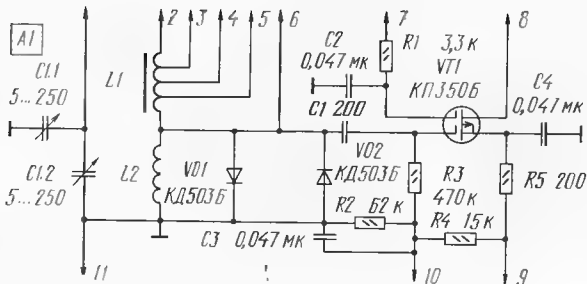 A1
2 3 4 5 6 7 8
C1.1
5...250
L1
C2
0,047 мк
R1
3,3 к
VT1
КП350Б
C4
0,047 мк
C1 200
C1.2
5...250
L2
VD1
КД503Б
VD2
КД503Б
R3
470 к
R5 200
R2 62 к
R4 15 к
C3 0,047 мк
11 10 9